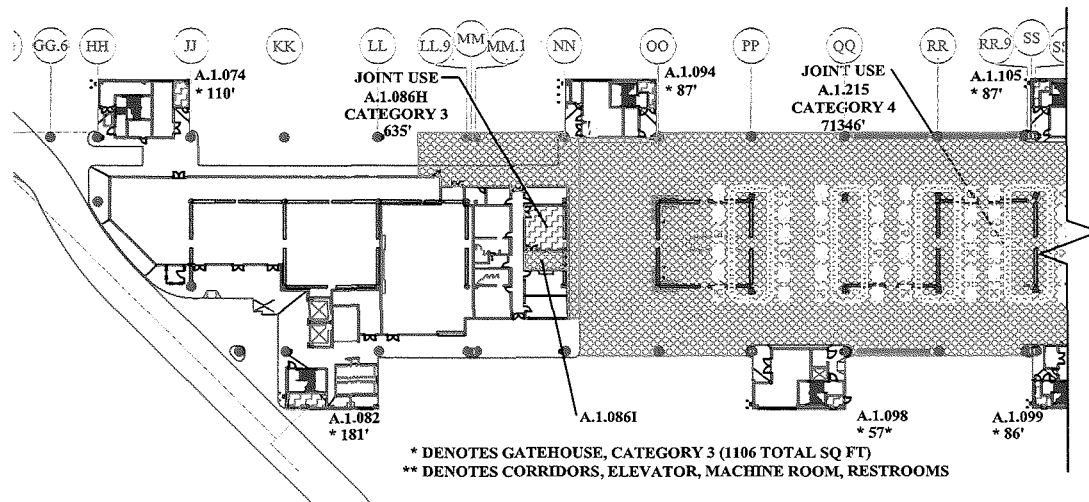 GG.6 HH JJ KK LL LL.9 MM MM.1 NN OO PP QQ RR RR.9 SS
A.1.074
* 110'
JOINT USE
A.1.086H
CATEGORY 3
635'
A.1.094
* 87'
JOINT USE
A.1.215
CATEGORY 4
71346'
A.1.105
* 87'
A.1.082
* 181'
A.1.086I
A.1.098
* 57*
A.1.099
* 86'
* DENOTES GATEHOUSE, CATEGORY 3 (1106 TOTAL SQ FT)
** DENOTES CORRIDORS, ELEVATOR, MACHINE ROOM, RESTROOMS